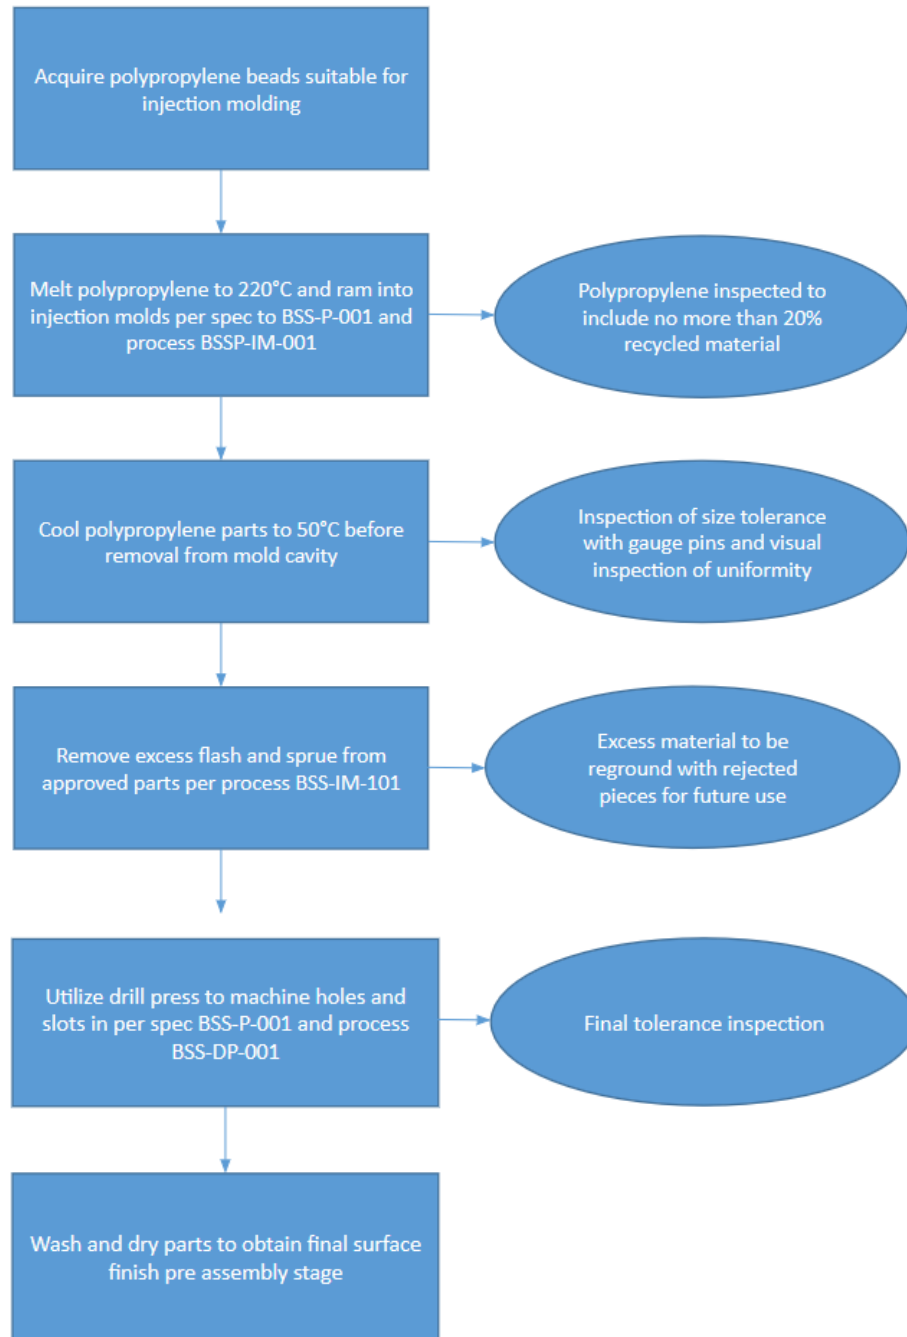 Acquire polypropylene beads suitable for
injection molding
Melt polypropylene to 220°C and ram into
injection molds per spec to BSS-P-001 and
process BSSP-IM-001
Polypropylene inspected to
include no more than 20%
recycled material
Cool polypropylene parts to 50°C before
removal from mold cavity
Inspection of size tolerance
with gauge pins and visual
inspection of uniformity
Remove excess flash and sprue from
approved parts per process BSS-IM-101
Excess material to be
reground with rejected
pieces for future use
Utilize drill press to machine holes and
slots in per spec BSS-P-001 and process
BSS-DP-001
Final tolerance inspection
Wash and dry parts to obtain final surface
finish pre assembly stage